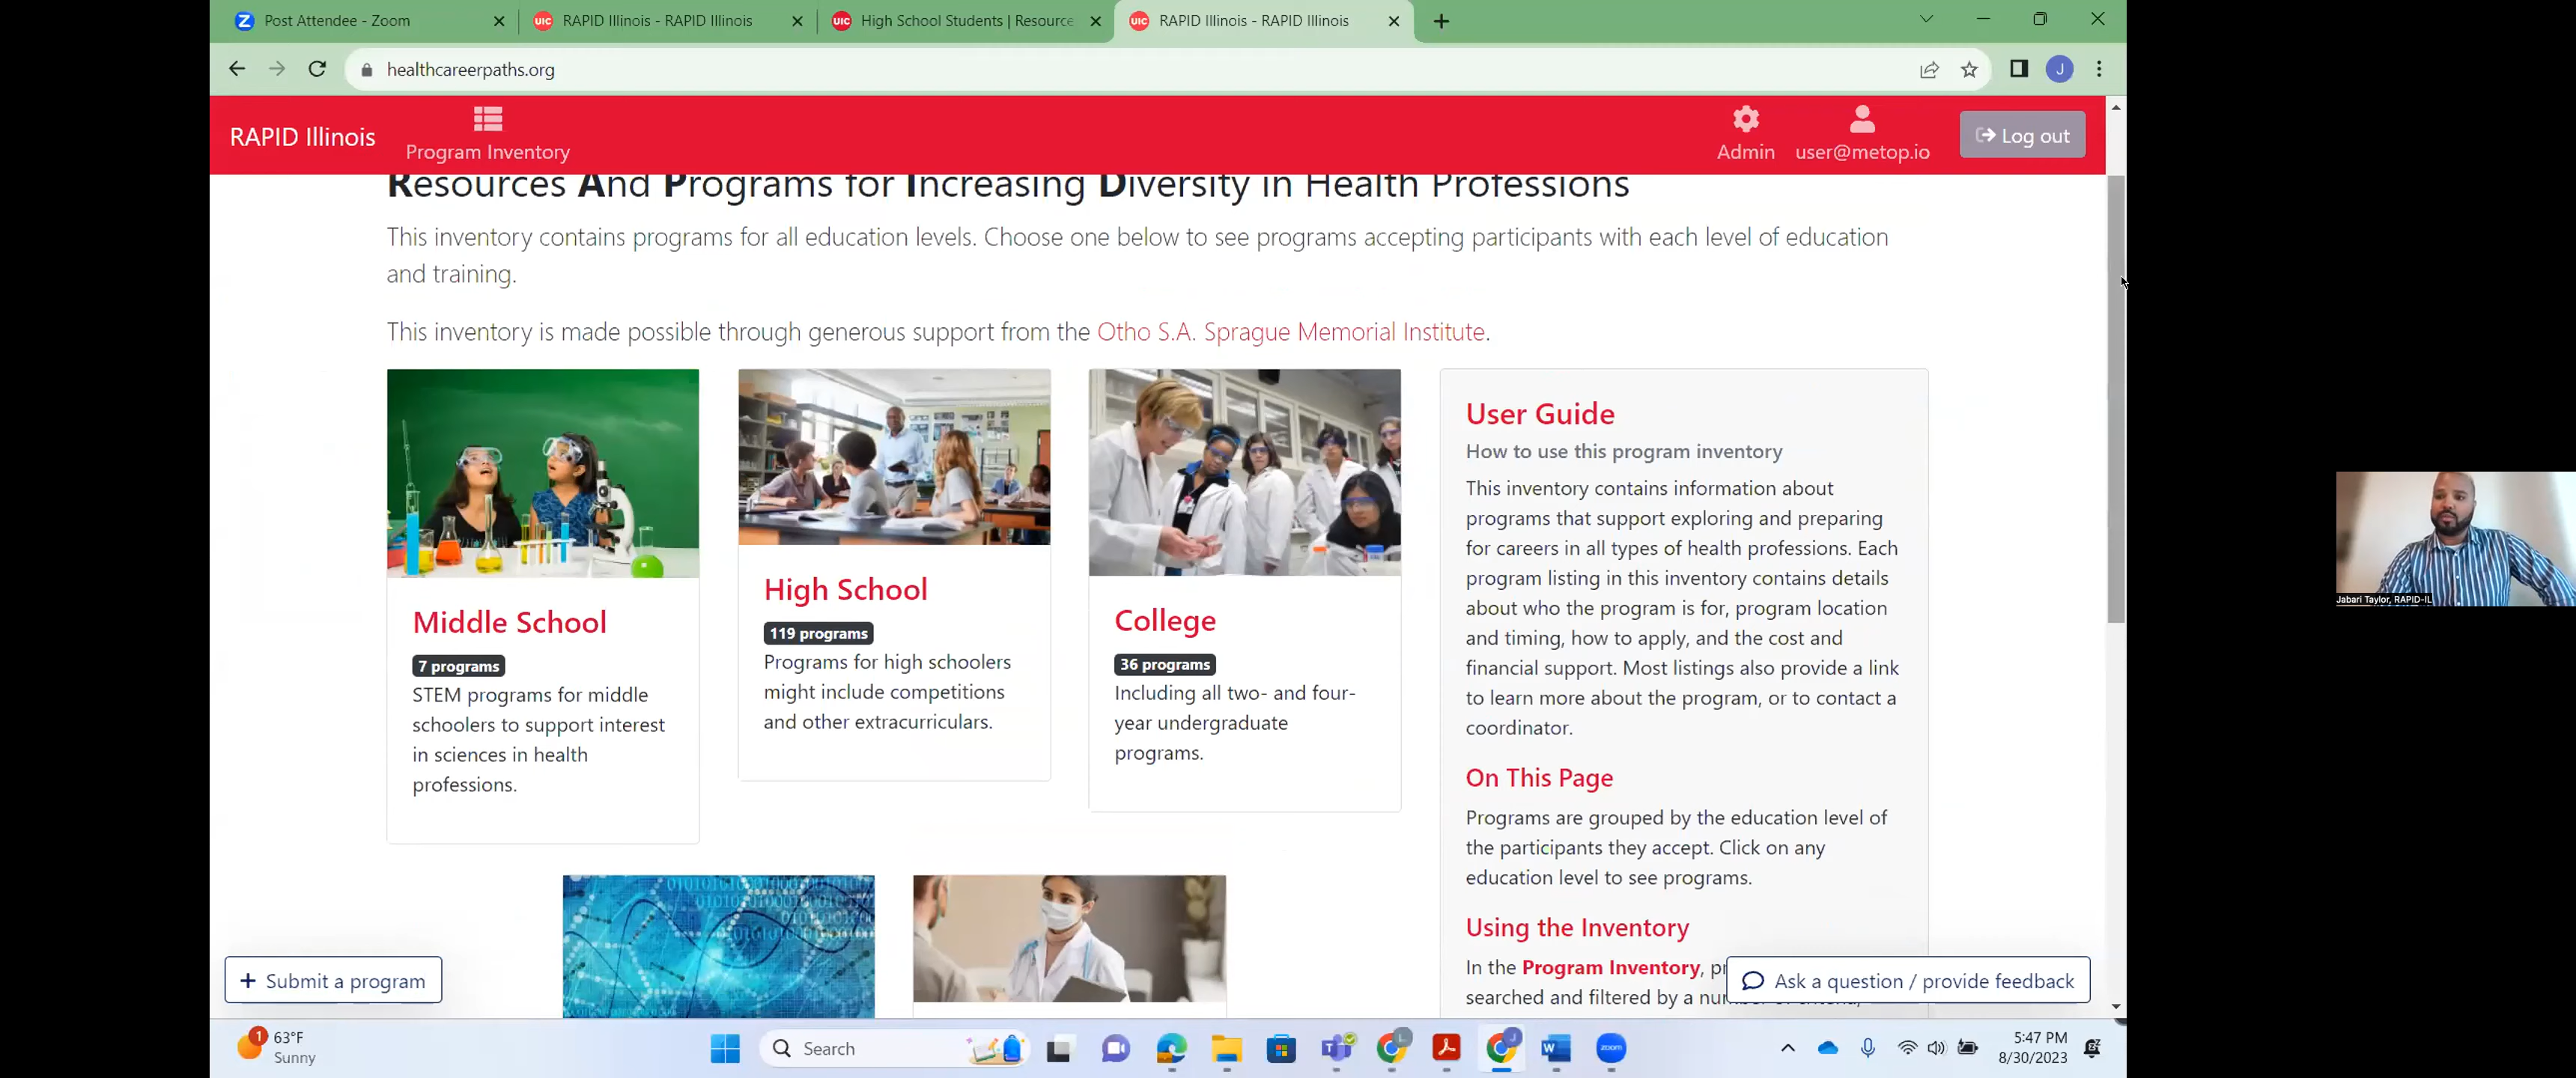 Post Attendee - Zoom
RAPID Illinois - RAPID Illinois
High School Students | Resource
RAPID Illinois - RAPID Illinois
healthcareerpaths.org
J
RAPID Illinois
Program Inventory
Admin
user@metop.io
Log out
Resources And Programs for Increasing Diversity in Health Professions
This inventory contains programs for all education levels. Choose one below to see programs accepting participants with each level of education
and training.
This inventory is made possible through generous support from the Otho S.A. Sprague Memorial Institute.
Middle School
7 programs
STEM programs for middle
schoolers to support interest
in sciences in health
professions.
High School
119 programs
Programs for high schoolers
might include competitions
and other extracurriculars.
College
36 programs
Including all two- and four-
year undergraduate
programs.
User Guide
How to use this program inventory
This inventory contains information about
programs that support exploring and preparing
for careers in all types of health professions. Each
program listing in this inventory contains details
about who the program is for, program location
and timing, how to apply, and the cost and
financial support. Most listings also provide a link
to learn more about the program, or to contact a
coordinator.
On This Page
Programs are grouped by the education level of
the participants they accept. Click on any
education level to see programs.
Using the Inventory
In the Program Inventory, pr
searched and filtered by a
+ Submit a program
Ask a question / provide feedback
Jabari Taylor, RAPID-IL
1
63°F
Sunny
Search
zoom
5:47 PM
8/30/2023